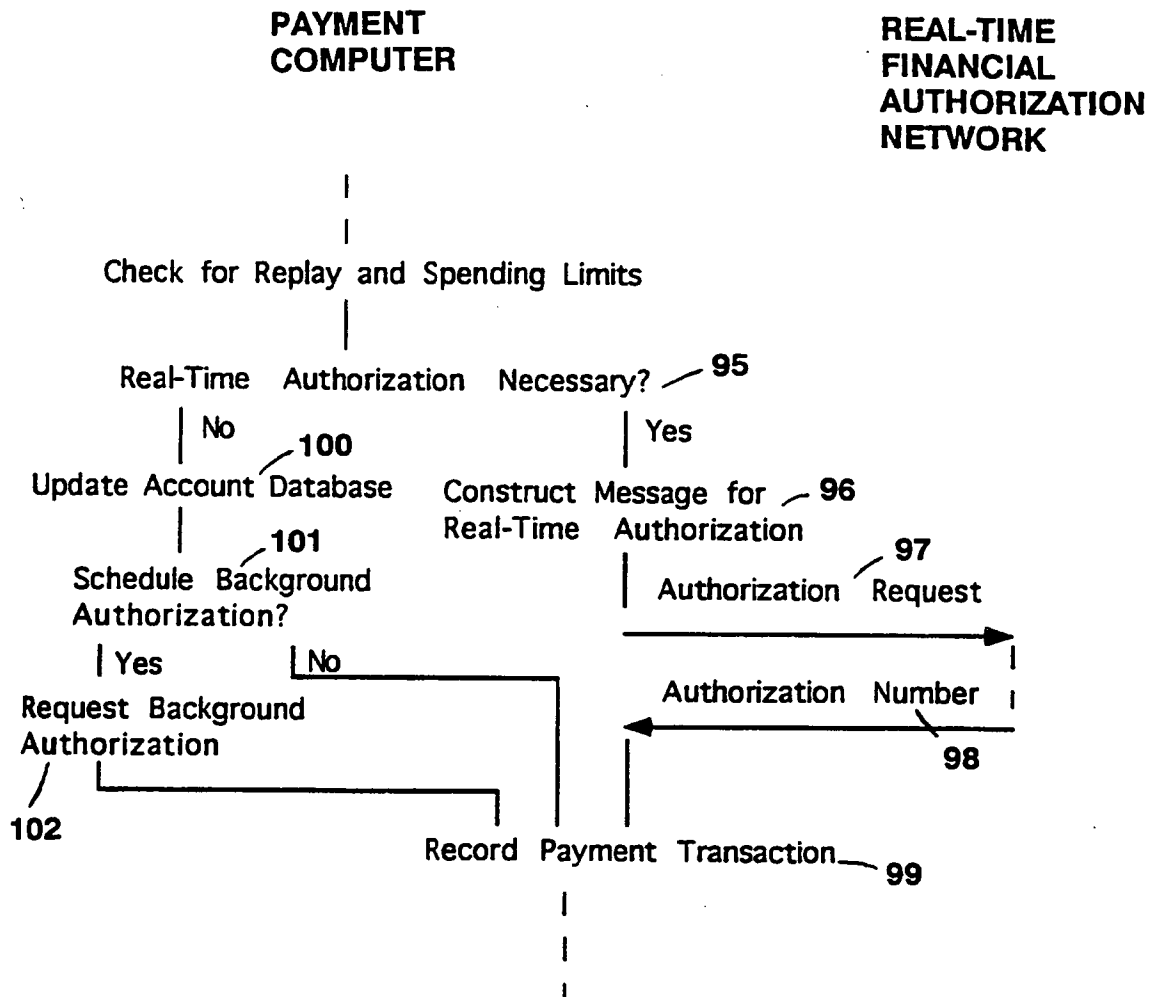 PAYMENT
COMPUTER
REAL-TIME
FINANCIAL
AUTHORIZATION
NETWORK
Check for Replay and Spending Limits
Real-Time Authorization Necessary? 95
No
Yes
100
Update Account Database
Construct Message for
Real-Time Authorization
96
101
Schedule Background
Authorization?
97
Authorization Request
Yes
No
Authorization Number
98
Request Background
Authorization
102
Record Payment Transaction 99